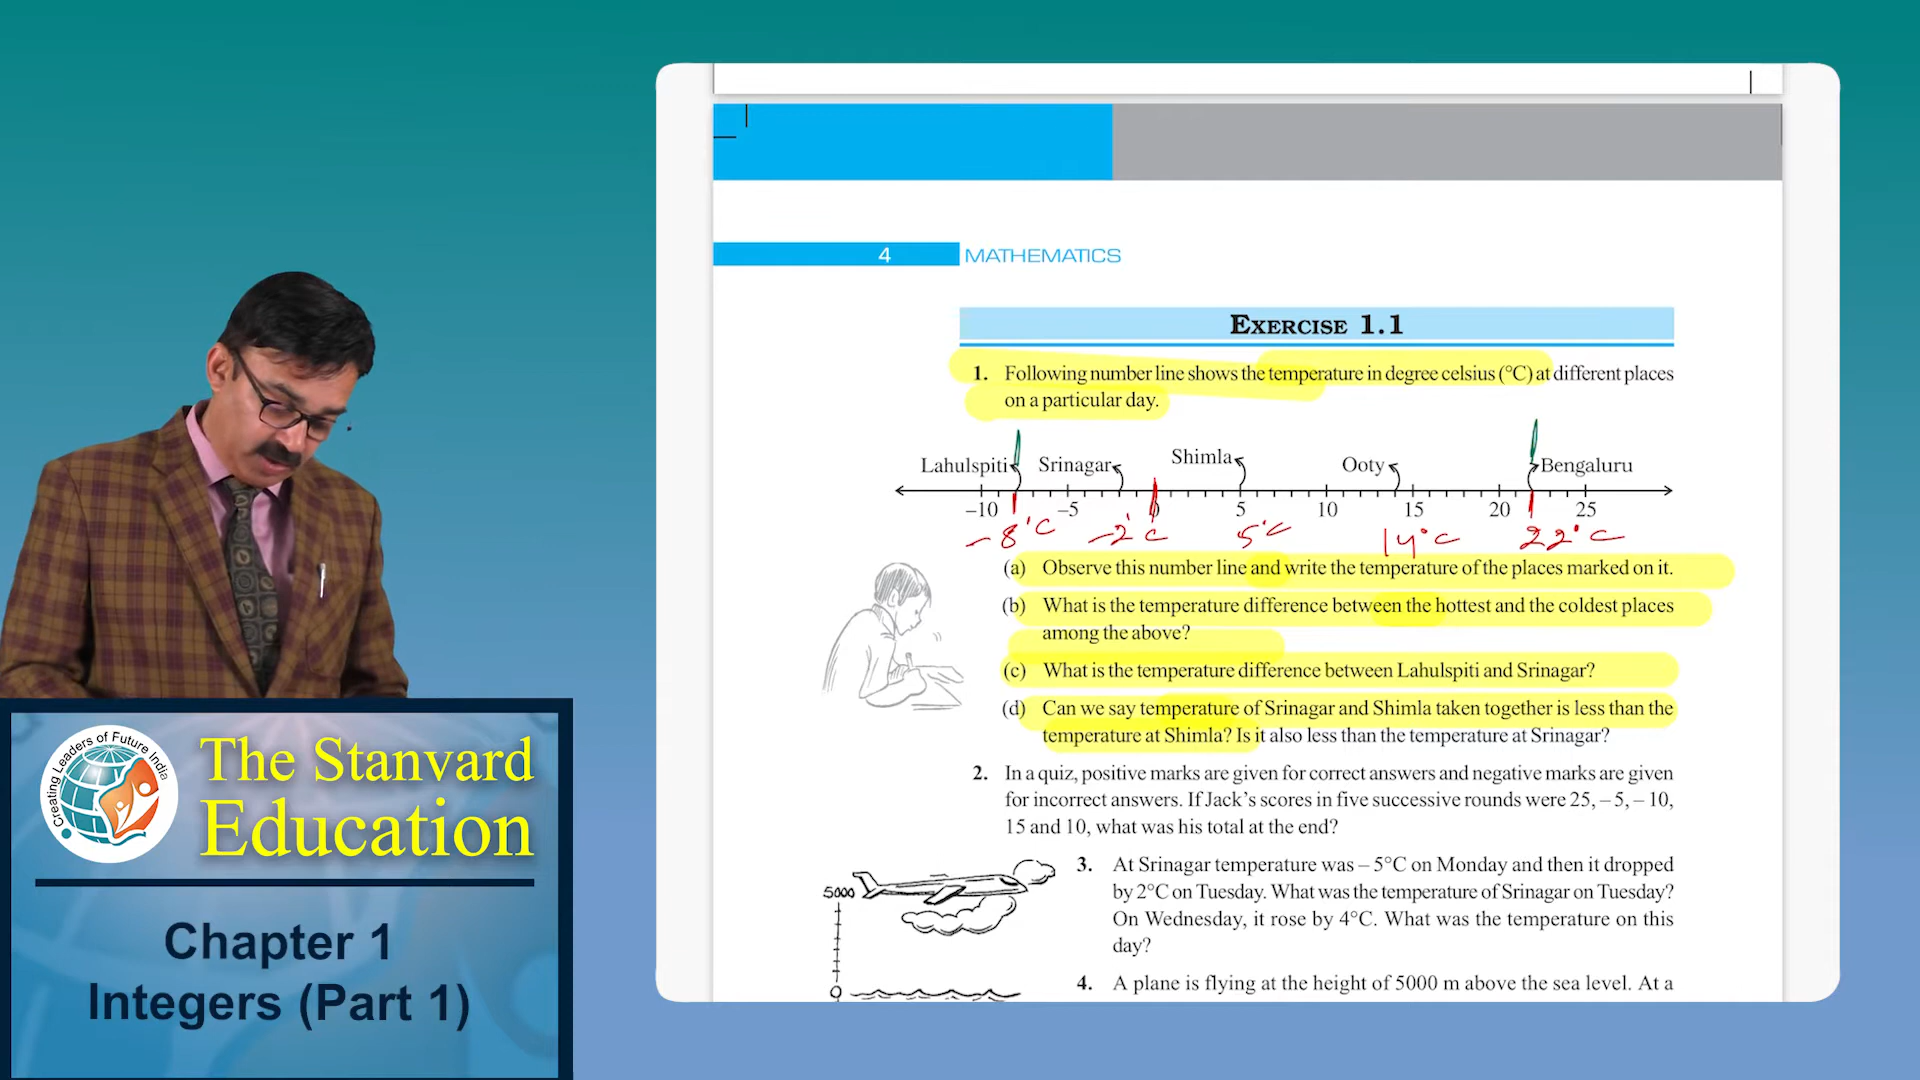 4 MATHEMATICS
EXERCISE 1.1
1. Following number line shows the temperature in degree celsius (°C) at different places
on a particular day.
Lahulspiti Srinagar Shimla Ooty Bengaluru
–10 –5 0 5 10 15 20 25
-8°C -2°C 5°C 14°C 22°C
(a) Observe this number line and write the temperature of the places marked on it.
(b) What is the temperature difference between the hottest and the coldest places
among the above?
(c) What is the temperature difference between Lahulspiti and Srinagar?
(d) Can we say temperature of Srinagar and Shimla taken together is less than the
temperature at Shimla? Is it also less than the temperature at Srinagar?
2. In a quiz, positive marks are given for correct answers and negative marks are given
for incorrect answers. If Jack's scores in five successive rounds were 25, – 5, – 10,
15 and 10, what was his total at the end?
3. At Srinagar temperature was – 5°C on Monday and then it dropped
by 2°C on Tuesday. What was the temperature of Srinagar on Tuesday?
On Wednesday, it rose by 4°C. What was the temperature on this
day?
4. A plane is flying at the height of 5000 m above the sea level. At a
5000
0
Creating Leaders of Future India
The Stanvard
Education
Chapter 1
Integers (Part 1)